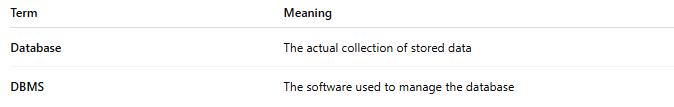 Term Meaning
Database The actual collection of stored data
DBMS The software used to manage the database